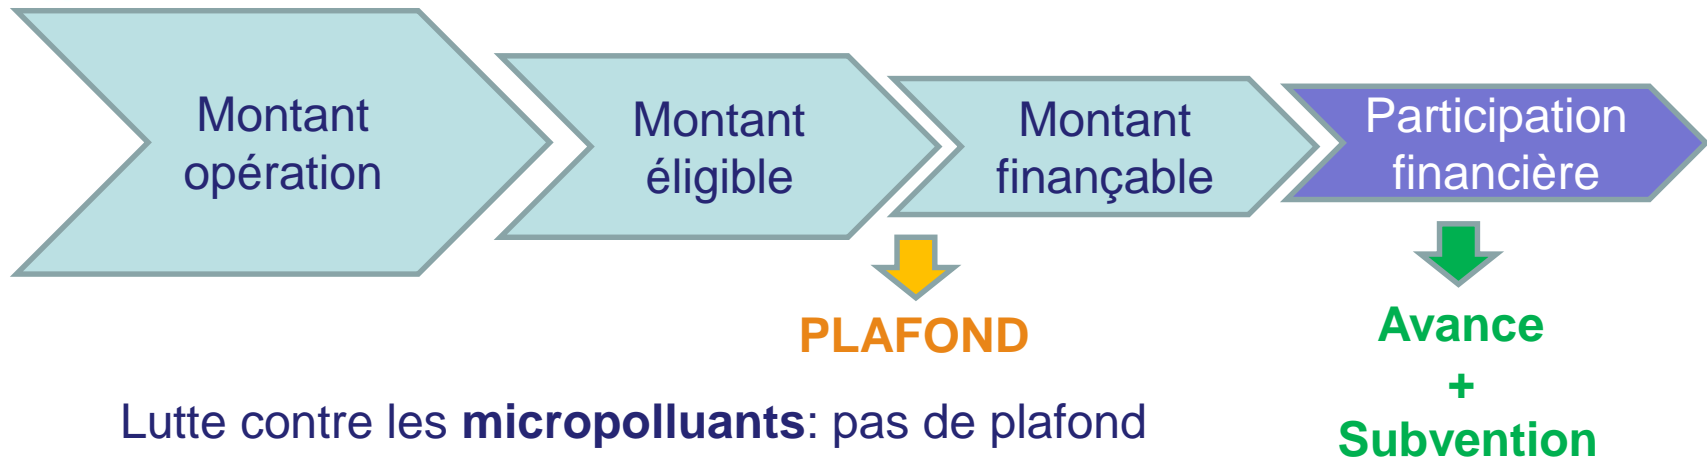 Montant
opération
Montant
éligible
Montant
finançable
Participation
financière
PLAFOND
Avance
+
Subvention
Lutte contre les micropolluants: pas de plafond